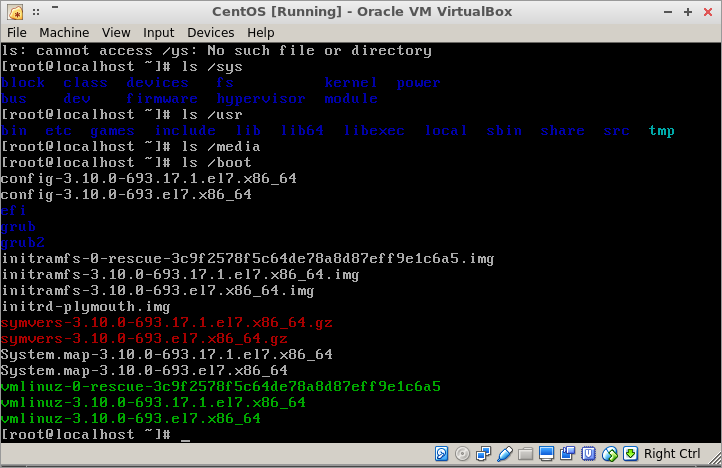 CentOS [Running] - Oracle VM VirtualBox
File Machine View Input Devices Help
ls: cannot access /ys: No such file or directory
[root@localhost ~]# ls /sys
block class devices fs kernel power
bus dev firmware hypervisor module
[root@localhost ~]# ls /usr
bin etc games include lib lib64 libexec local sbin share src tmp
[root@localhost ~]# ls /media
[root@localhost ~]# ls /boot
config-3.10.0-693.17.1.el7.x86_64
config-3.10.0-693.el7.x86_64
efi
grub
grub2
initramfs-0-rescue-3c9f2578f5c64de78a8d87eff9e1c6a5.img
initramfs-3.10.0-693.17.1.el7.x86_64.img
initramfs-3.10.0-693.el7.x86_64.img
initrd-plymouth.img
symvers-3.10.0-693.17.1.el7.x86_64.gz
symvers-3.10.0-693.el7.x86_64.gz
System.map-3.10.0-693.17.1.el7.x86_64
System.map-3.10.0-693.el7.x86_64
vmlinuz-0-rescue-3c9f2578f5c64de78a8d87eff9e1c6a5
vmlinuz-3.10.0-693.17.1.el7.x86_64
vmlinuz-3.10.0-693.el7.x86_64
[root@localhost ~]# _
Right Ctrl